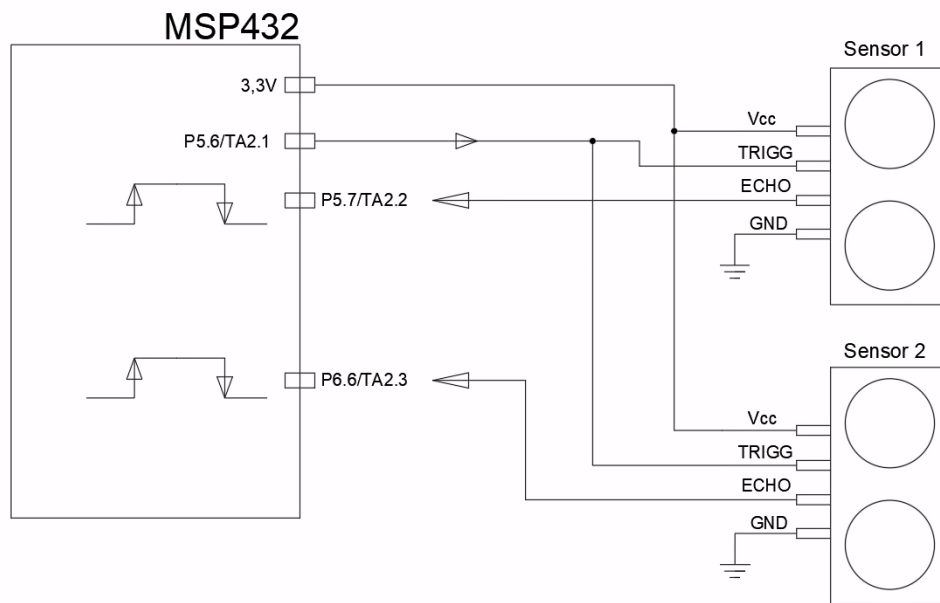 MSP432
3,3V
P5.6/TA2.1
P5.7/TA2.2
P6.6/TA2.3
Sensor 1
Vcc
TRIGG
ECHO
GND
Sensor 2
Vcc
TRIGG
ECHO
GND